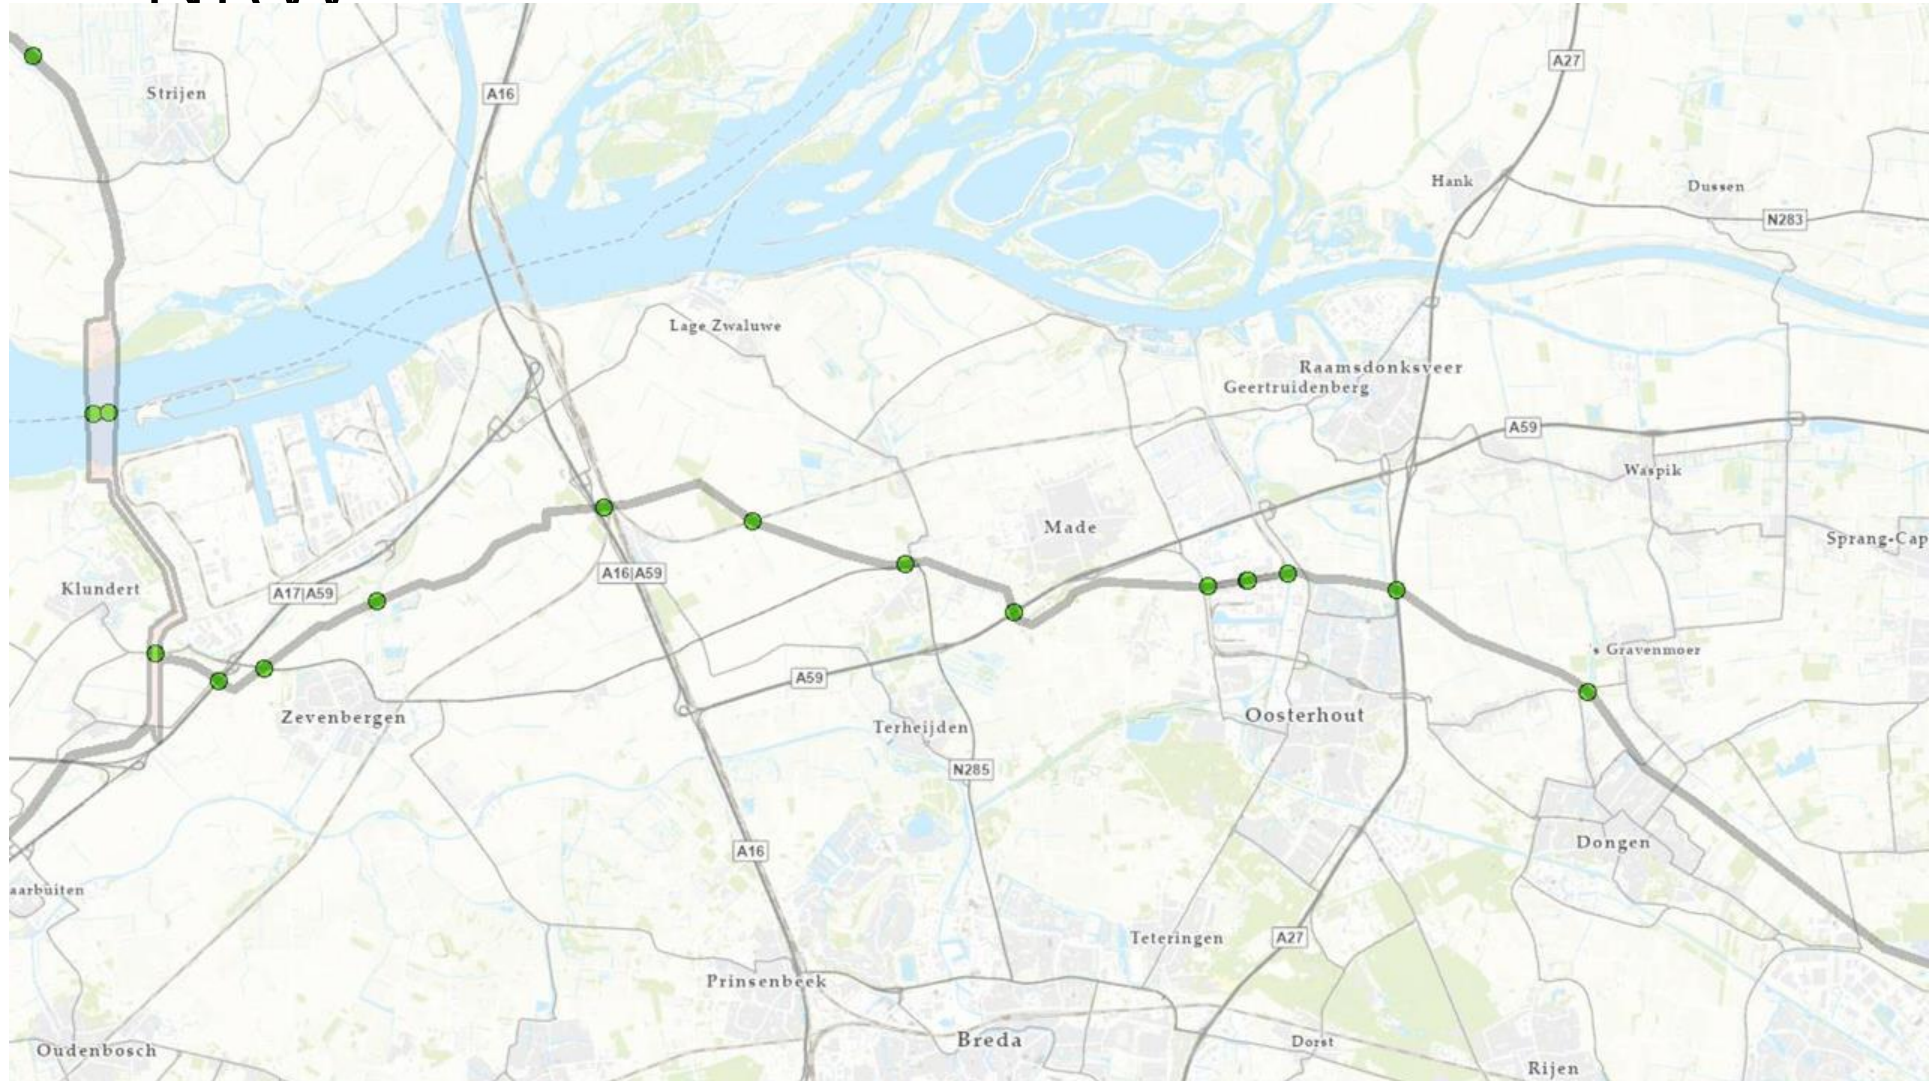 A16
A27
Strijen
Hank
Dussen
N283
Lage Zwaluwe
Raamsdonksveer
Geertruidenberg
A59
Waspik
Made
Sprang-Cap
A16|A59
Klundert
A17|A59
's Gravenmoer
A59
Zevenbergen
Oosterhout
Terheijden
N285
Dongen
A16
aarbuiten
Teteringen
A27
Prinsenbeek
Breda
Dorst
Oudenbosch
Rijen